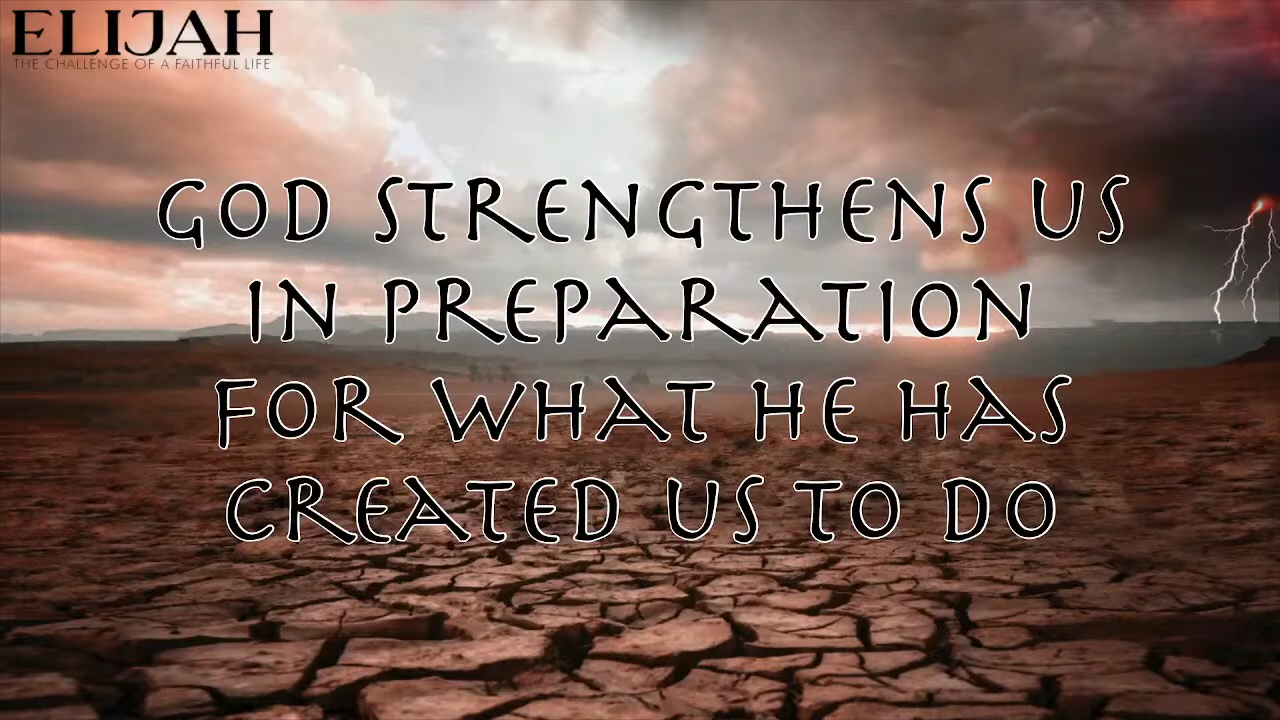 ELIJAH
THE CHALLENGE OF A FAITHFUL LIFE
GOD STRENGTHENS US
IN PREPARATION
FOR WHAT HE HAS
CREATED US TO DO